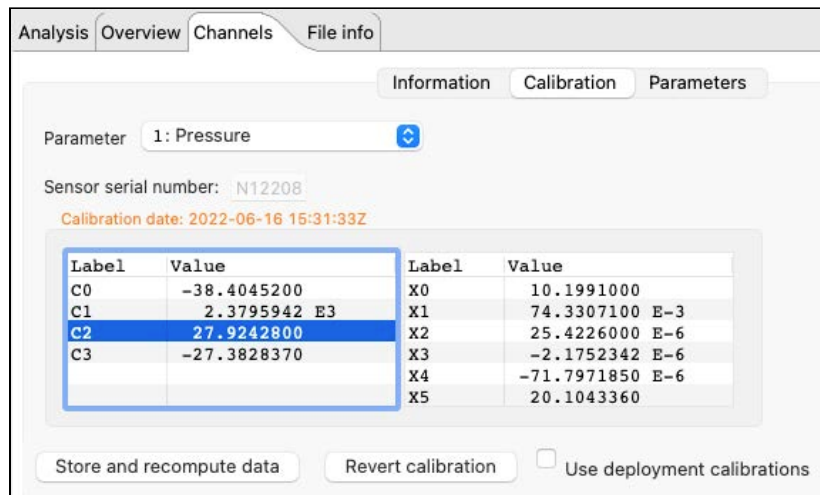 Analysis Overview Channels File info
Information Calibration Parameters
Parameter 1: Pressure
Sensor serial number: N12208
Calibration date: 2022-06-16 15:31:33Z
Label Value Label Value
C0 -38.4045200 X0 10.1991000
C1 2.3795942 E3 X1 74.3307100 E-3
C2 27.9242800 X2 25.4226000 E-6
C3 -27.3828370 X3 -2.1752342 E-6
X4 -71.7971850 E-6
X5 20.1043360
Store and recompute data Revert calibration Use deployment calibrations